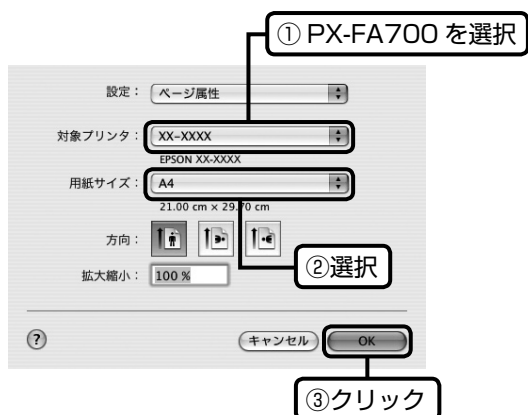 ① PX-FA700 を選択
設定： ページ属性
対象プリンタ： XX-XXXX
EPSON XX-XXXX
用紙サイズ： A4
21.00 cm × 29.70 cm
方向：
②選択
拡大縮小： 100 %
? キャンセル OK
③クリック